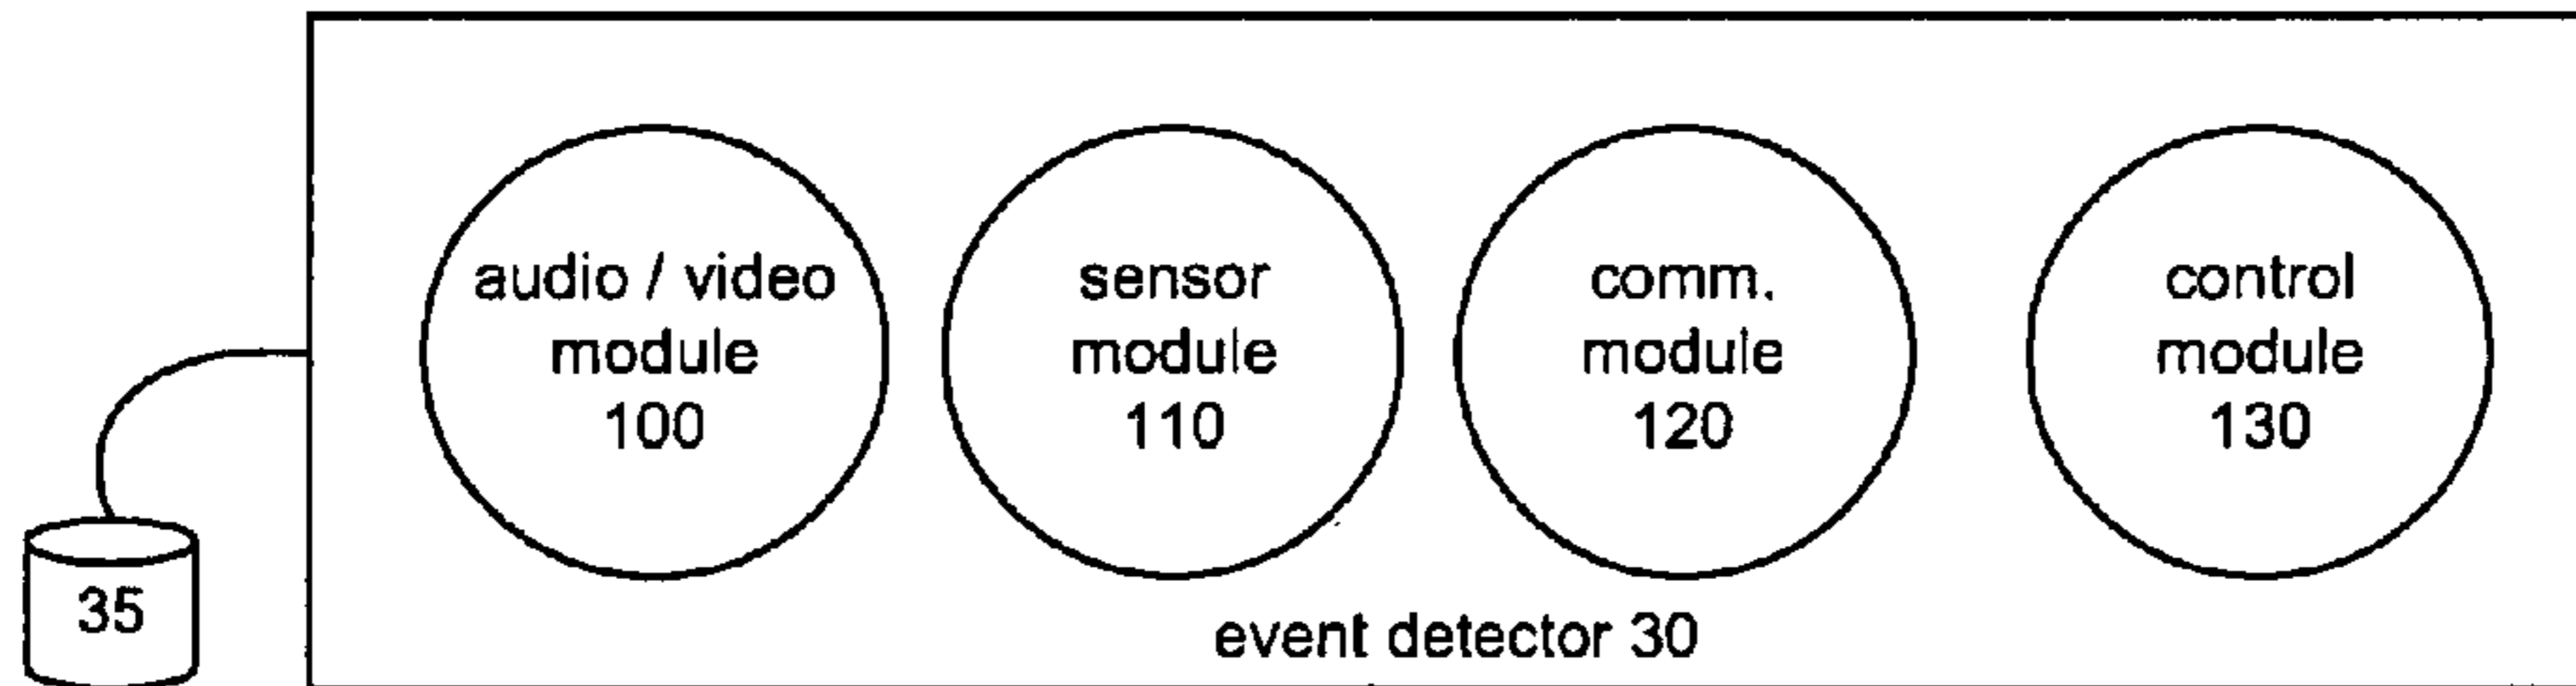 audio / video
module
100
sensor
module
110
comm.
module
120
control
module
130
35
event detector 30